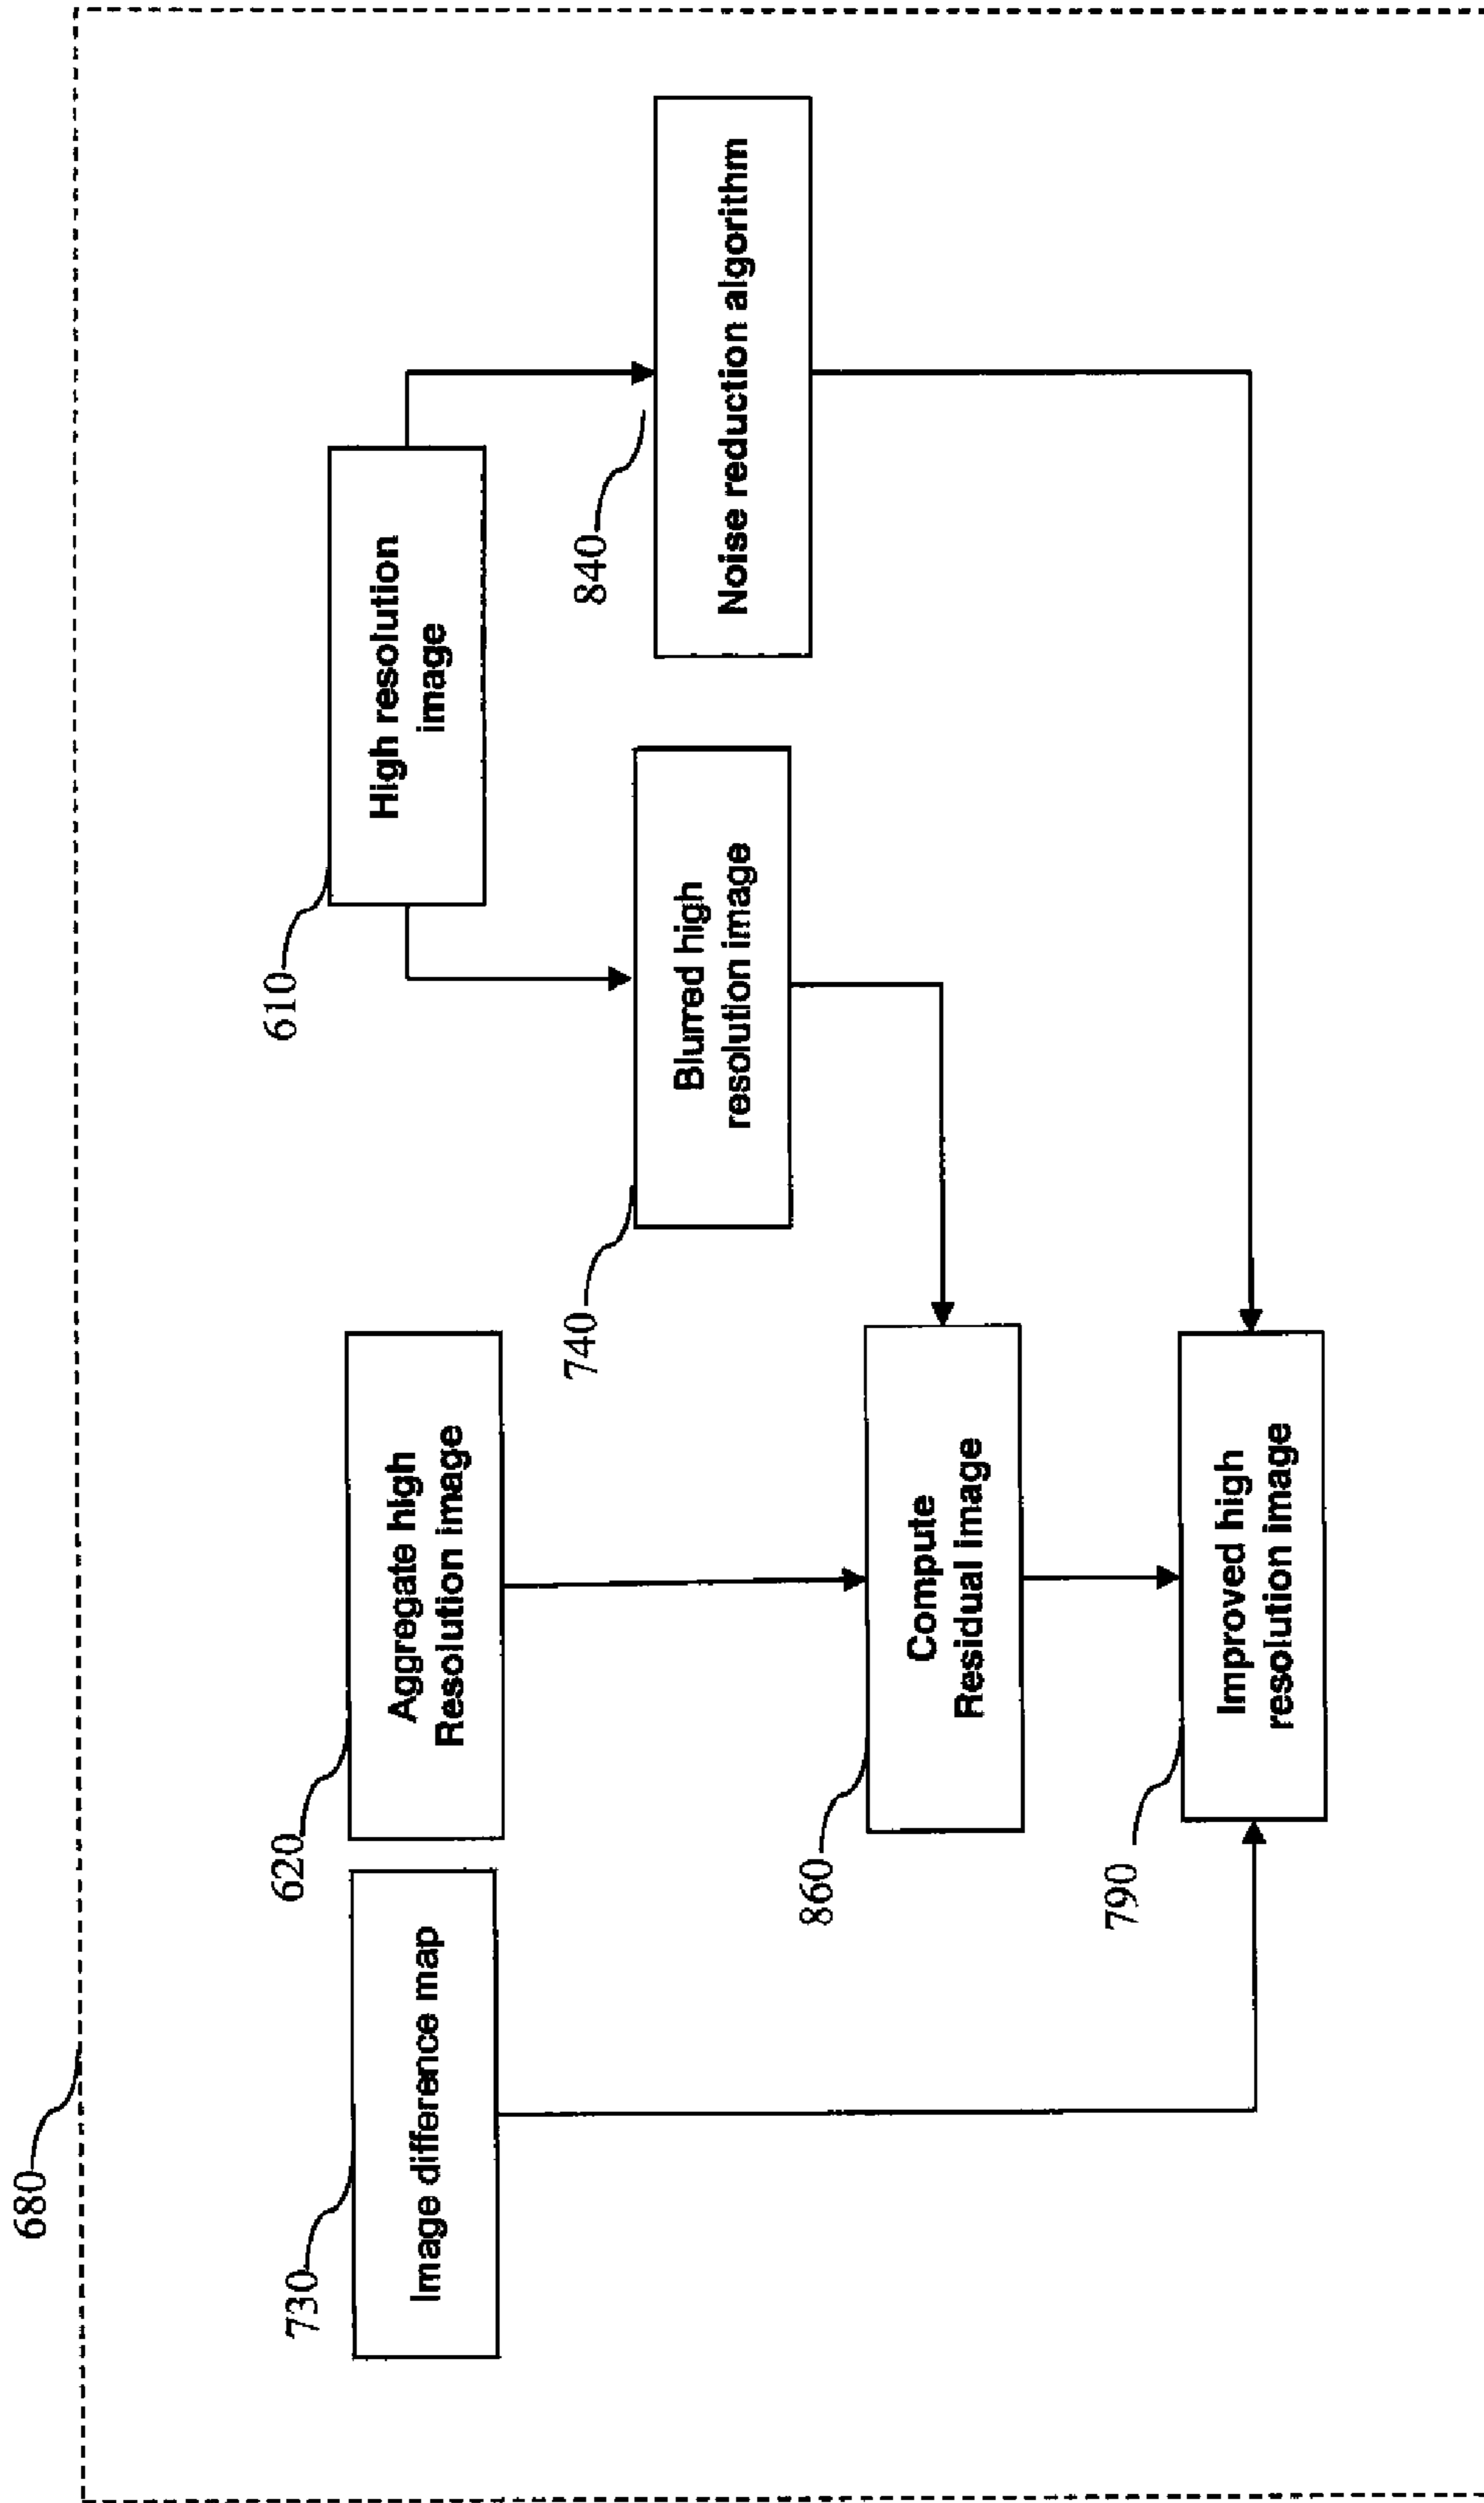 680
730
Image difference map
620
Aggregate high
Resolution image
610
High resolution
image
740
Blurred high
resolution image
840
Noise reduction algorithm
860
Compute
Residual image
790
Improved high
resolution image